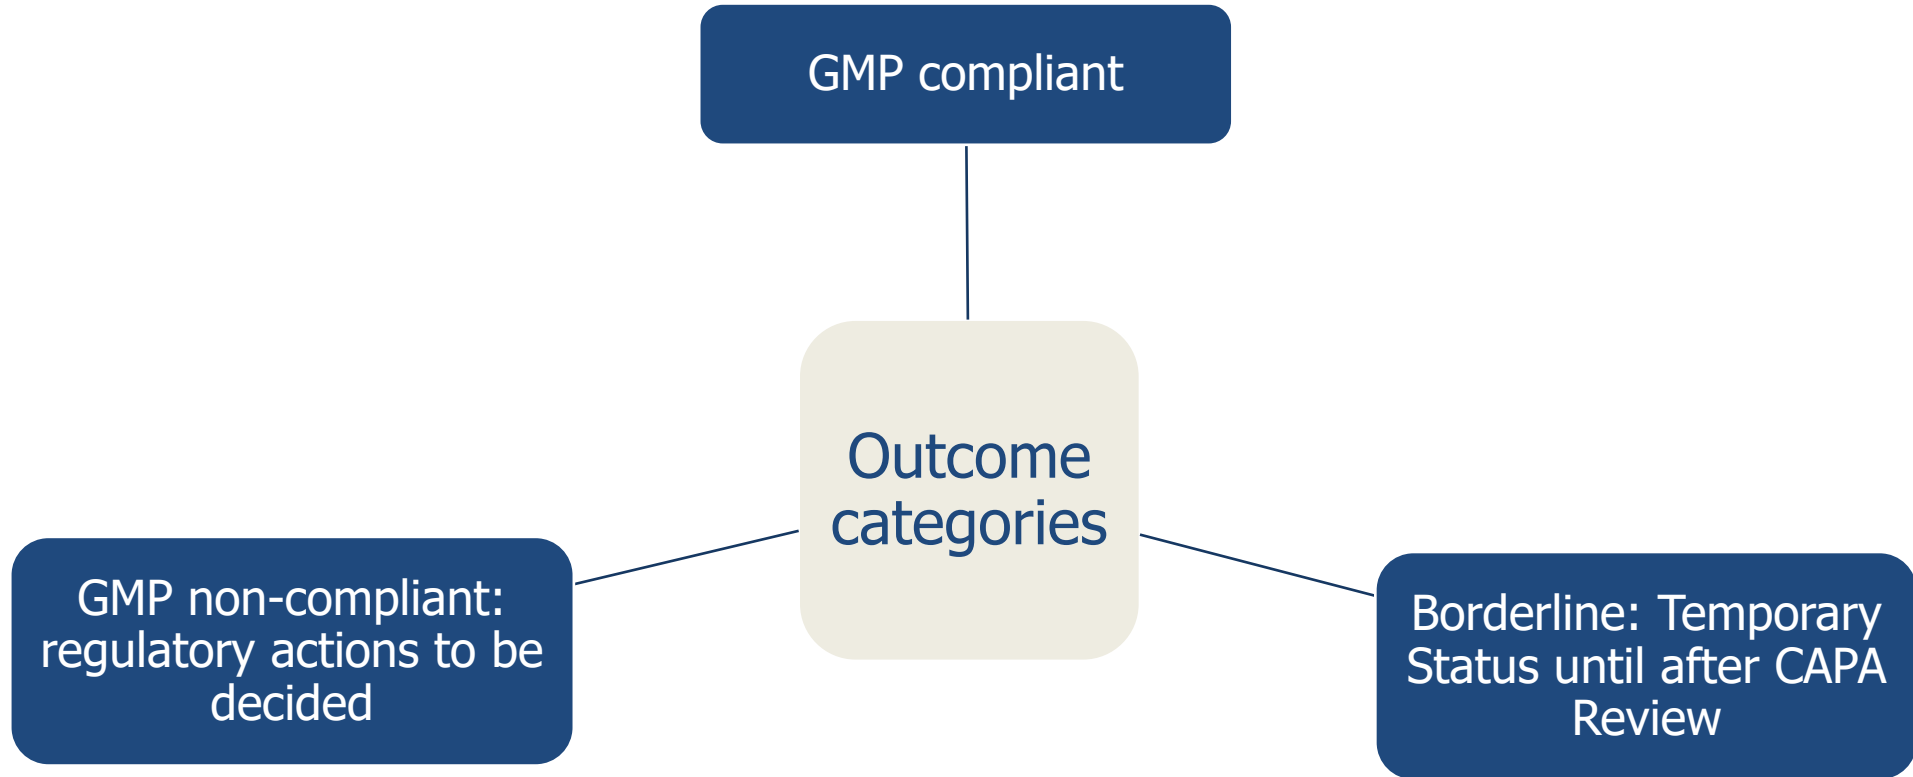 GMP compliant
Outcome
categories
GMP non-compliant:
regulatory actions to be
decided
Borderline: Temporary
Status until after CAPA
Review